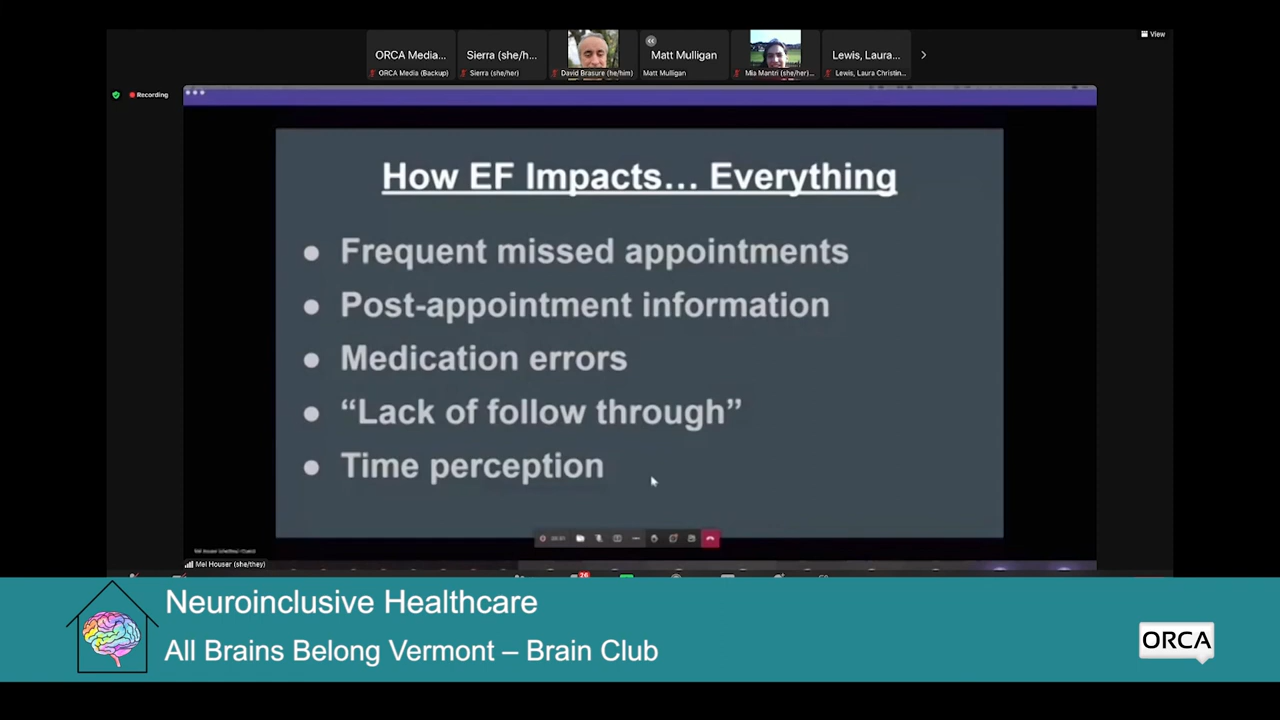 View
ORCA Media...
Sierra (she/h...
Matt Mulligan
Lewis, Laura...
ORCA Media (Backup)
Sierra (she/her)
David Brasure (he/him)
Matt Mulligan
Mia Mantri (she/her)...
Lewis, Laura Christin...
Recording
How EF Impacts… Everything
● Frequent missed appointments
● Post-appointment information
● Medication errors
● “Lack of follow through”
● Time perception
Mel Houser (she/they)
26
Neuroinclusive Healthcare
All Brains Belong Vermont – Brain Club
ORCA